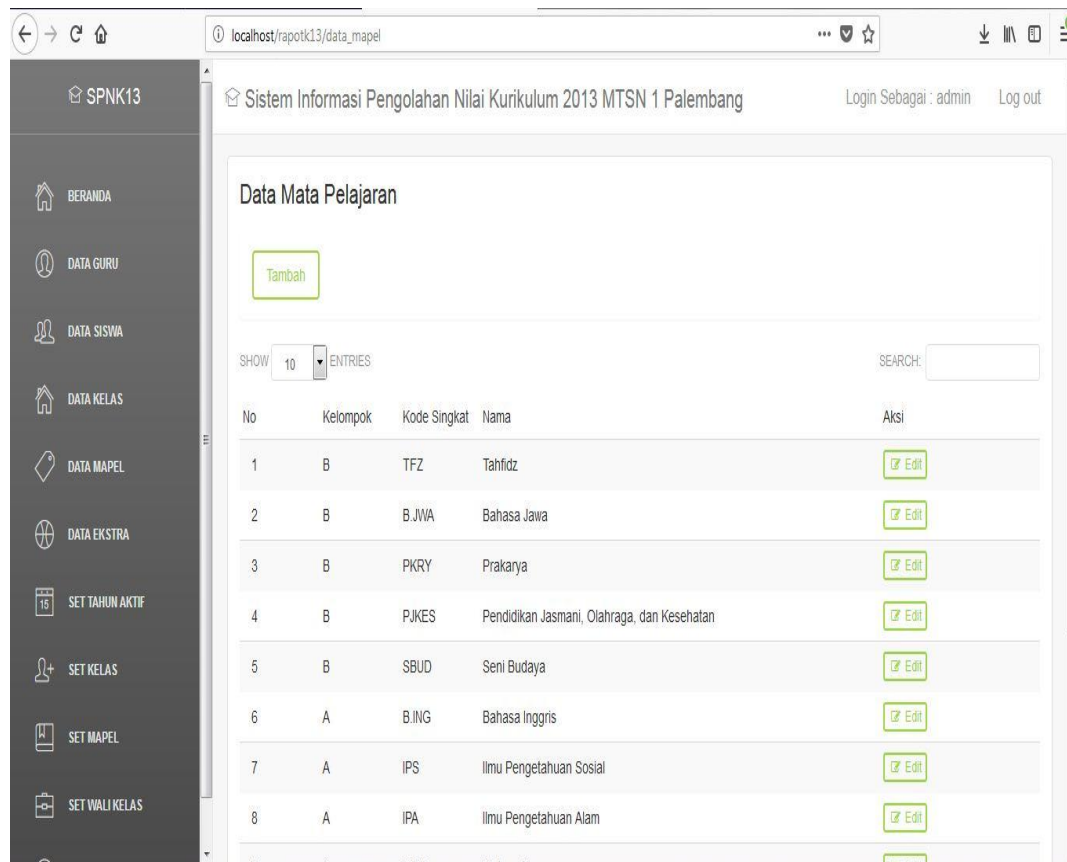 localhost/rapotk13/data_mapel
SPNK13
Sistem Informasi Pengolahan Nilai Kurikulum 2013 MTSN 1 Palembang
Login Sebagai : admin
Log out
BERANDA
DATA GURU
DATA SISWA
DATA KELAS
DATA MAPEL
DATA EKSTRA
15 SET TAHUN AKTIF
SET KELAS
SET MAPEL
SET WALI KELAS
Data Mata Pelajaran
Tambah
SHOW 10 ENTRIES
SEARCH:
No Kelompok Kode Singkat Nama Aksi
1 B TFZ Tahfidz Edit
2 B B.JWA Bahasa Jawa Edit
3 B PKRY Prakarya Edit
4 B PJKES Pendidikan Jasmani, Olahraga, dan Kesehatan Edit
5 B SBUD Seni Budaya Edit
6 A B.ING Bahasa Inggris Edit
7 A IPS Ilmu Pengetahuan Sosial Edit
8 A IPA Ilmu Pengetahuan Alam Edit